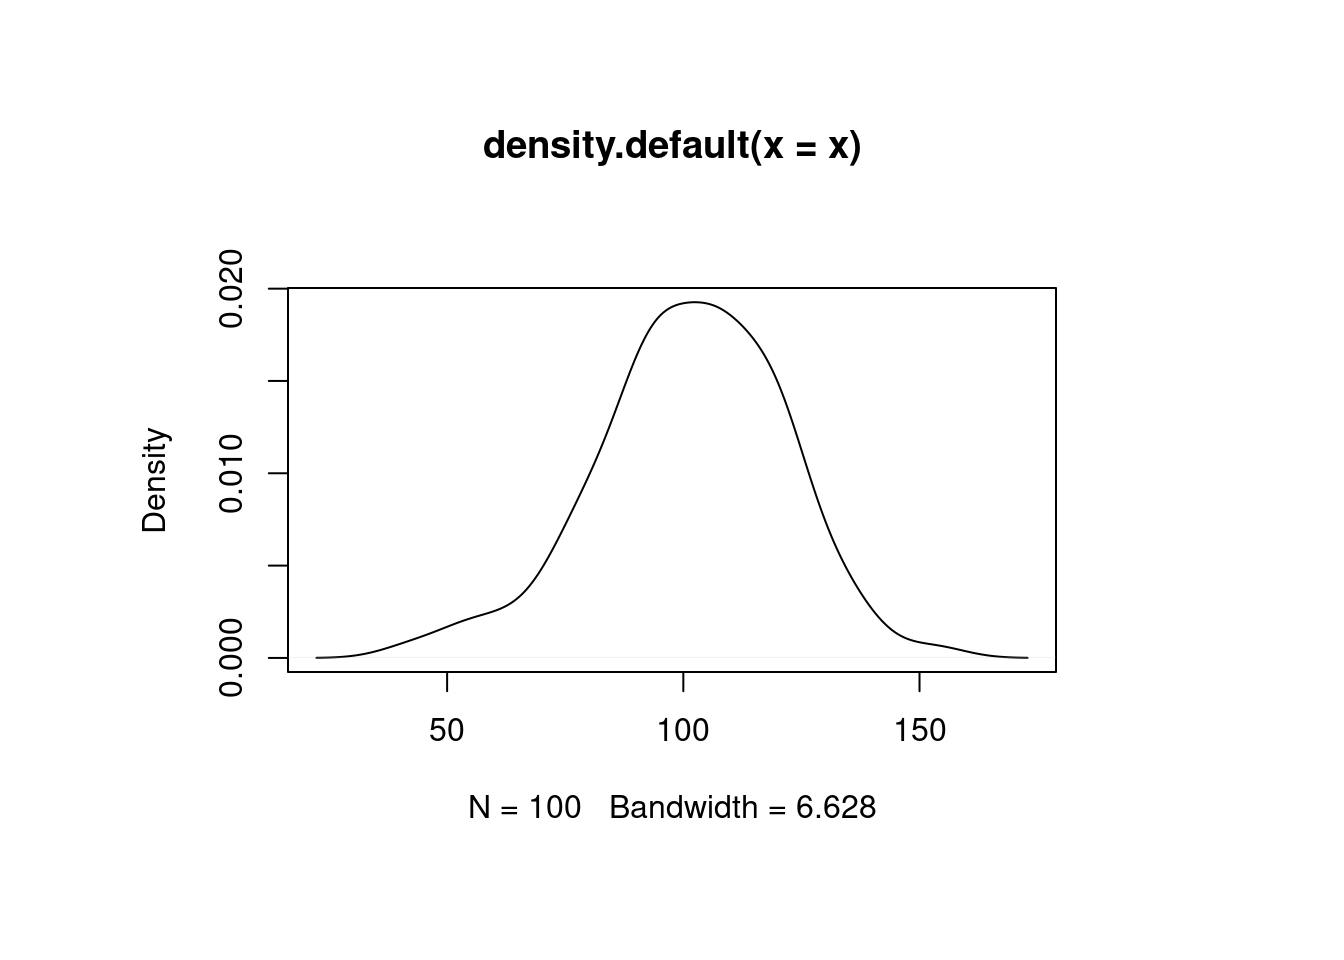 density.default(x = x)
0.020
0.010
0.000
Density
50 100 150
N = 100   Bandwidth = 6.628